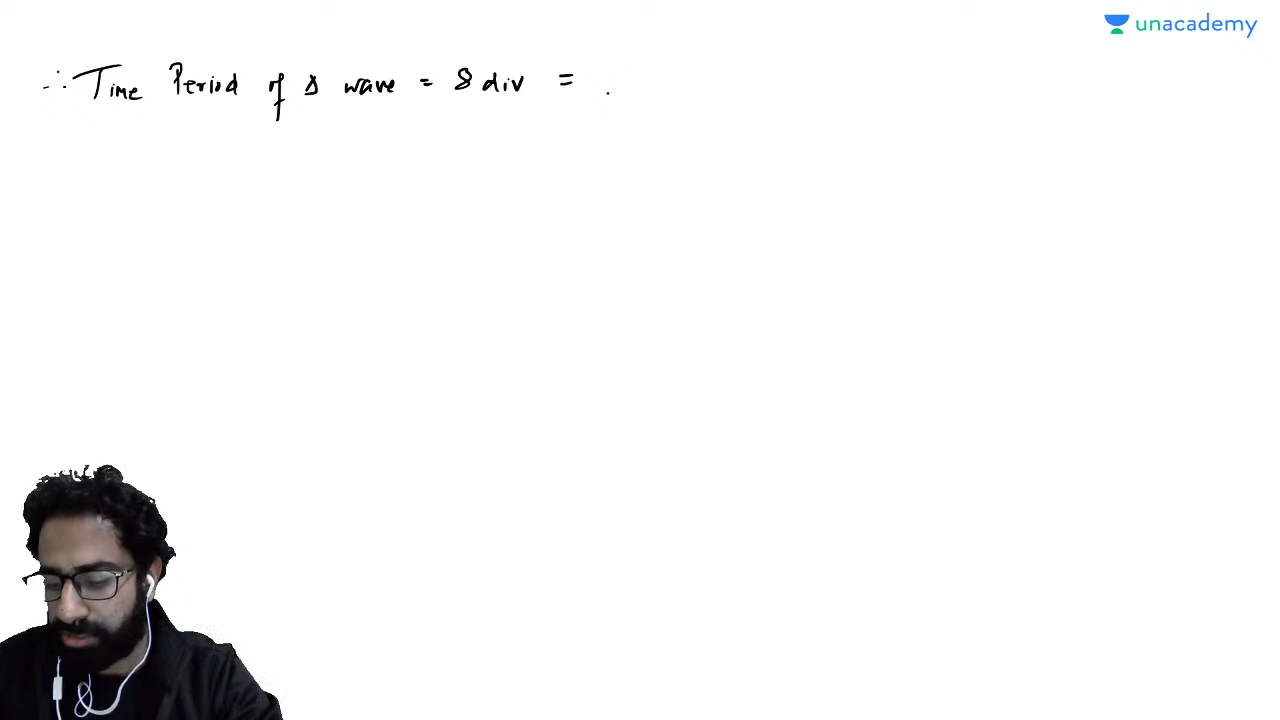 unacademy
∴ Time Period of Δ wave = 8 div =